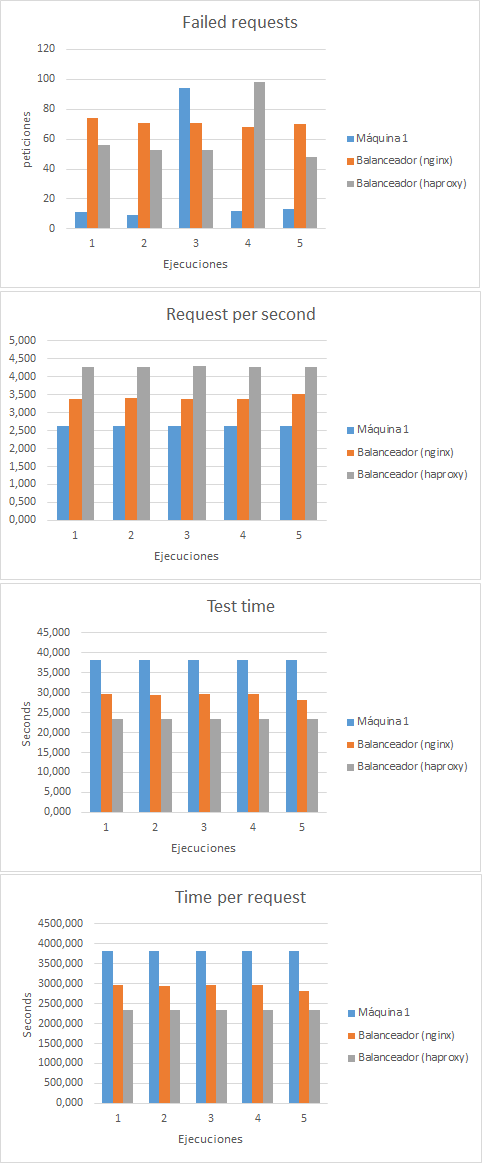 Failed requests
120
100
80
60
40
20
0
peticiones
1 2 3 4 5
Ejecuciones
Máquina 1
Balanceador (nginx)
Balanceador (haproxy)
Request per second
5,000
4,500
4,000
3,500
3,000
2,500
2,000
1,500
1,000
0,500
0,000
1 2 3 4 5
Ejecuciones
Máquina 1
Balanceador (nginx)
Balanceador (haproxy)
Test time
45,000
40,000
35,000
30,000
25,000
20,000
15,000
10,000
5,000
0,000
Seconds
1 2 3 4 5
Ejecuciones
Máquina 1
Balanceador (nginx)
Balanceador (haproxy)
Time per request
4500,000
4000,000
3500,000
3000,000
2500,000
2000,000
1500,000
1000,000
500,000
0,000
Seconds
1 2 3 4 5
Ejecuciones
Máquina 1
Balanceador (nginx)
Balanceador (haproxy)